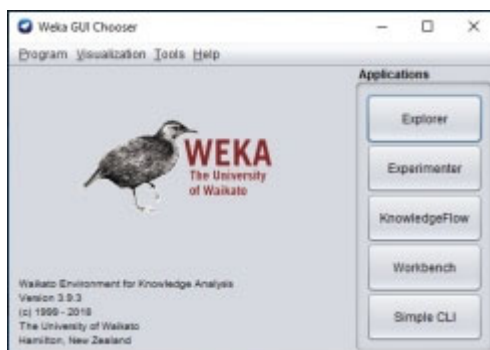 Weka GUI Chooser
Program Visualization Tools Help
Applications
Explorer
Experimenter
KnowledgeFlow
Workbench
Simple CLI
WEKA
The University
of Waikato
Waikato Environment for Knowledge Analysis
Version 3.9.3
(c) 1999 - 2018
The University of Waikato
Hamilton, New Zealand